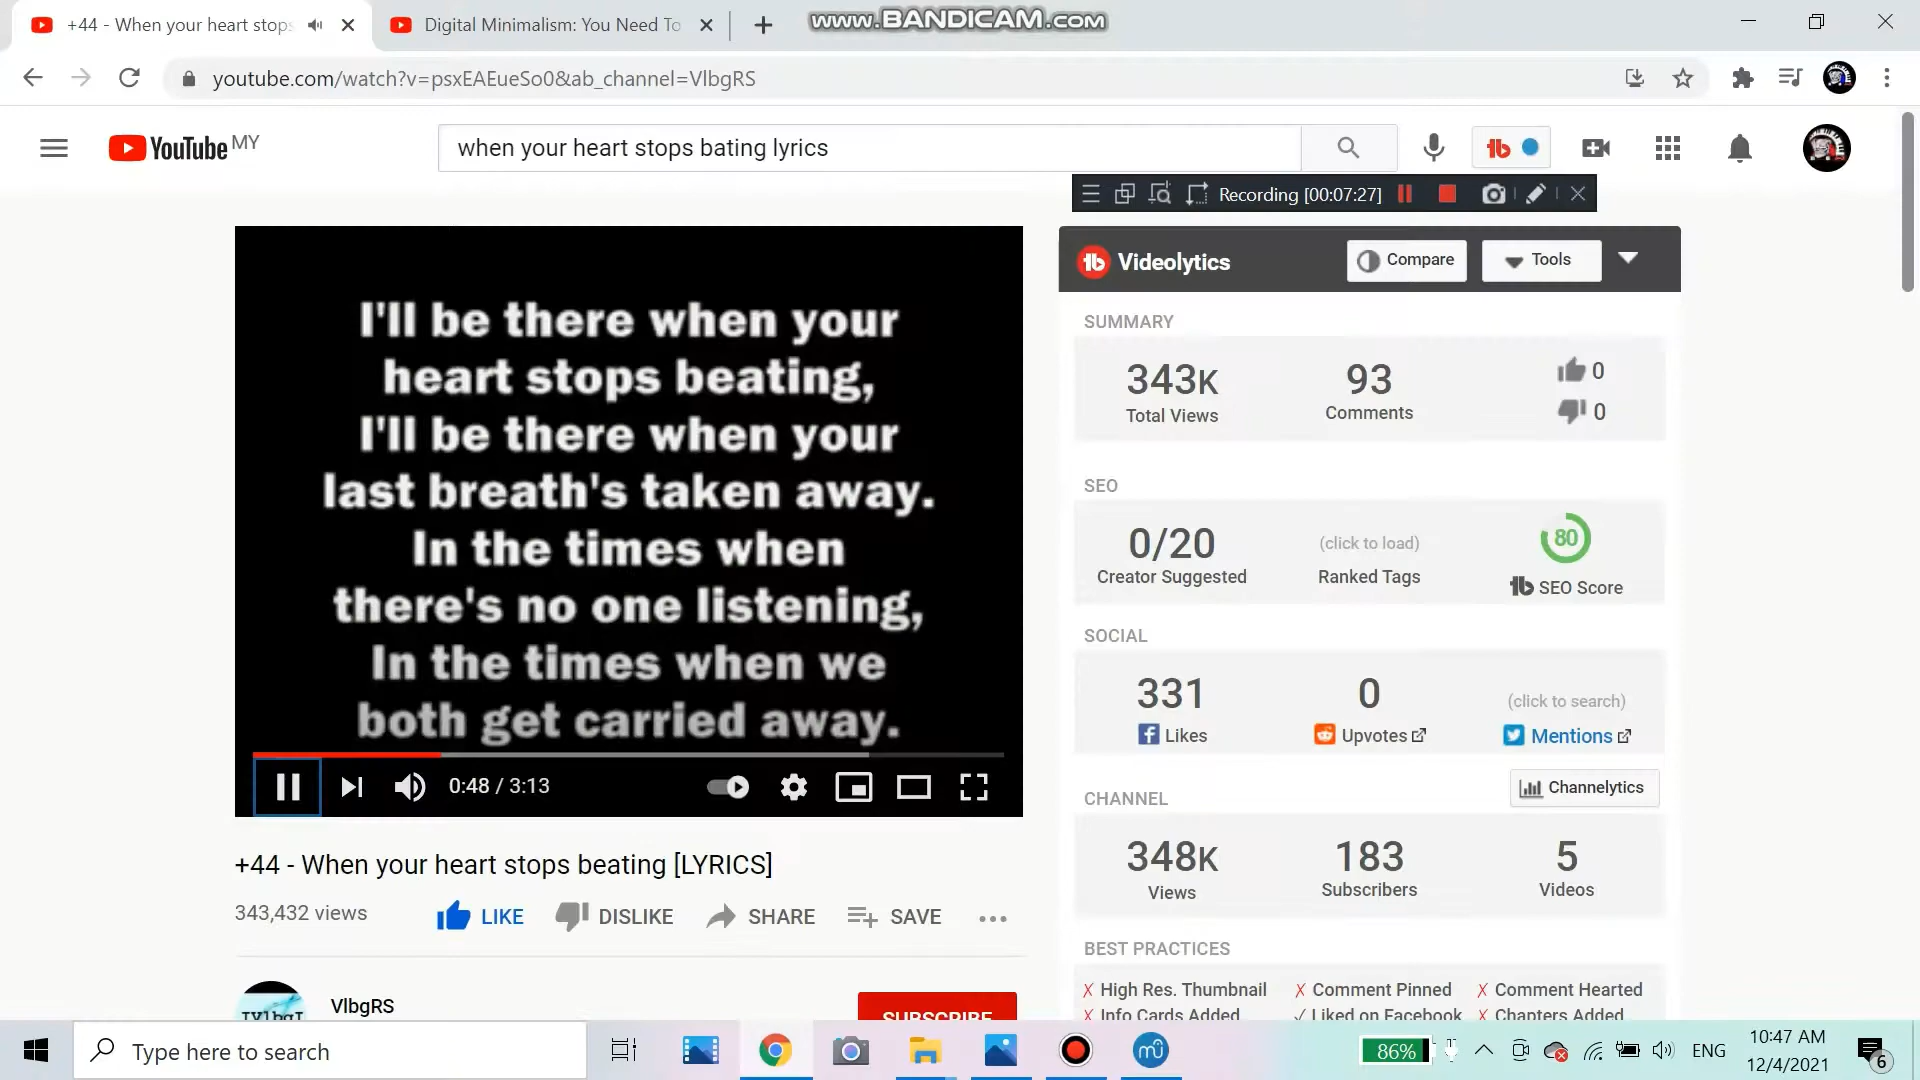 +44 - When your heart stops
Digital Minimalism: You Need To
www.BANDICAM.com
youtube.com/watch?v=psxEAEueSo0&ab_channel=VlbgRS
YouTube MY
when your heart stops bating lyrics
Recording [00:07:27]
I'll be there when your
heart stops beating,
I'll be there when your
last breath's taken away.
In the times when
there's no one listening,
In the times when we
both get carried away.
0:48 / 3:13
+44 - When your heart stops beating [LYRICS]
343,432 views
LIKE
DISLIKE
SHARE
SAVE
VlbgRS
SUBSCRIBE
Videolytics
Compare
Tools
SUMMARY
343K
Total Views
93
Comments
0
0
SEO
0/20
Creator Suggested
(click to load)
Ranked Tags
80
SEO Score
SOCIAL
331
Likes
0
Upvotes
(click to search)
Mentions
CHANNEL
Channelytics
348K
Views
183
Subscribers
5
Videos
BEST PRACTICES
High Res. Thumbnail
Comment Pinned
Comment Hearted
Info Cards Added
Liked on Facebook
Chapters Added
Type here to search
86%
ENG
10:47 AM
12/4/2021
6